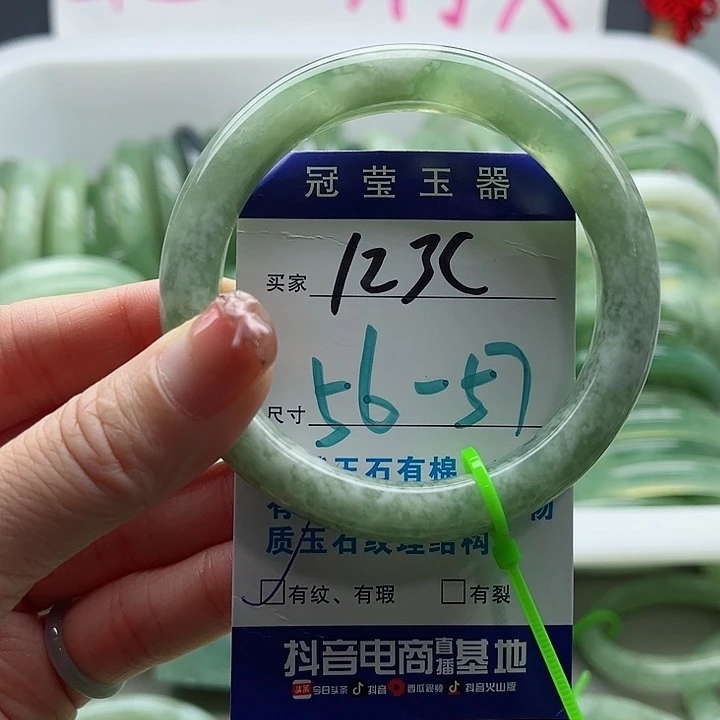 冠莹玉器
买家 123C
尺寸 56-57
玉石有棉
质玉石纹理结构
有纹、有瑕 有裂
抖音电商直播基地
头条 今日头条 抖音 西瓜视频 抖音火山版